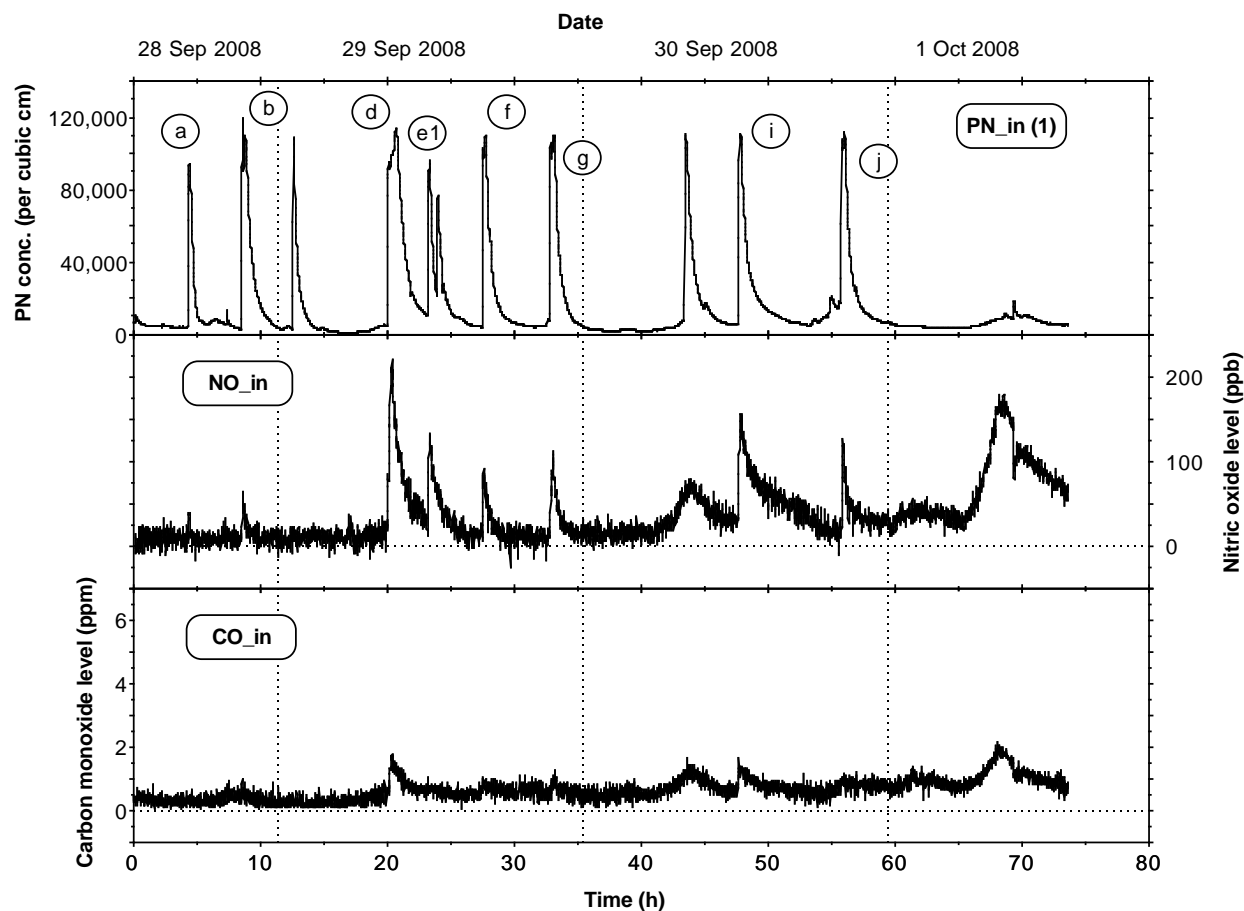 Date
28 Sep 2008 29 Sep 2008 30 Sep 2008 1 Oct 2008
PN conc. (per cubic cm)
120,000
80,000
40,000
0
a b d e1 f g i j
PN_in (1)
NO_in
Nitric oxide level (ppb)
200
100
0
Carbon monoxide level (ppm)
6
4
2
0
CO_in
0 10 20 30 40 50 60 70 80
Time (h)